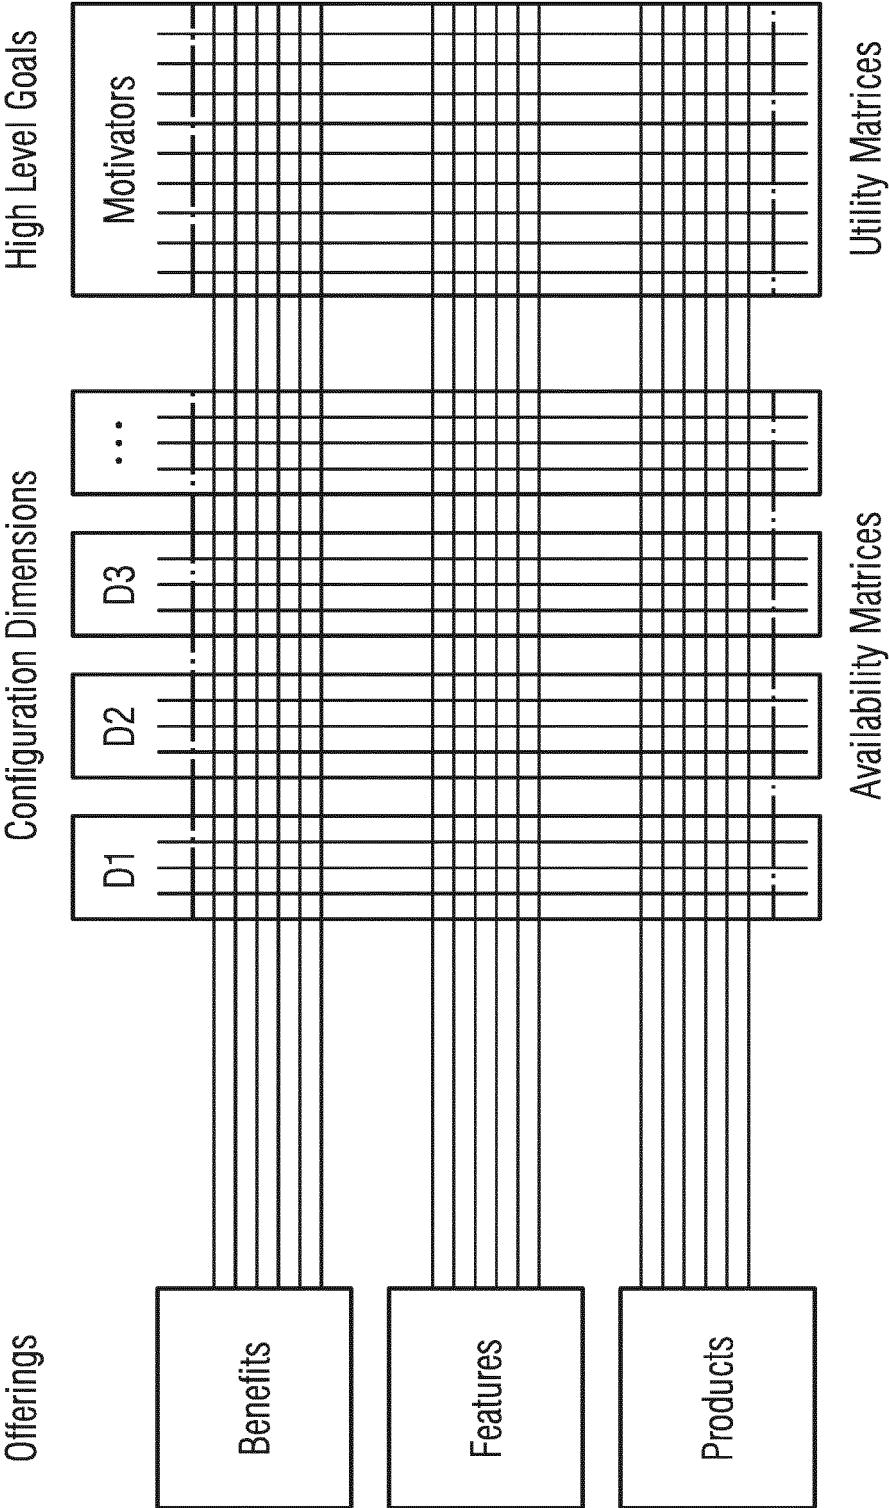 High Level Goals
Motivators
Utility Matrices
Configuration Dimensions
...
D3
D2
D1
Availability Matrices
Offerings
Benefits
Features
Products